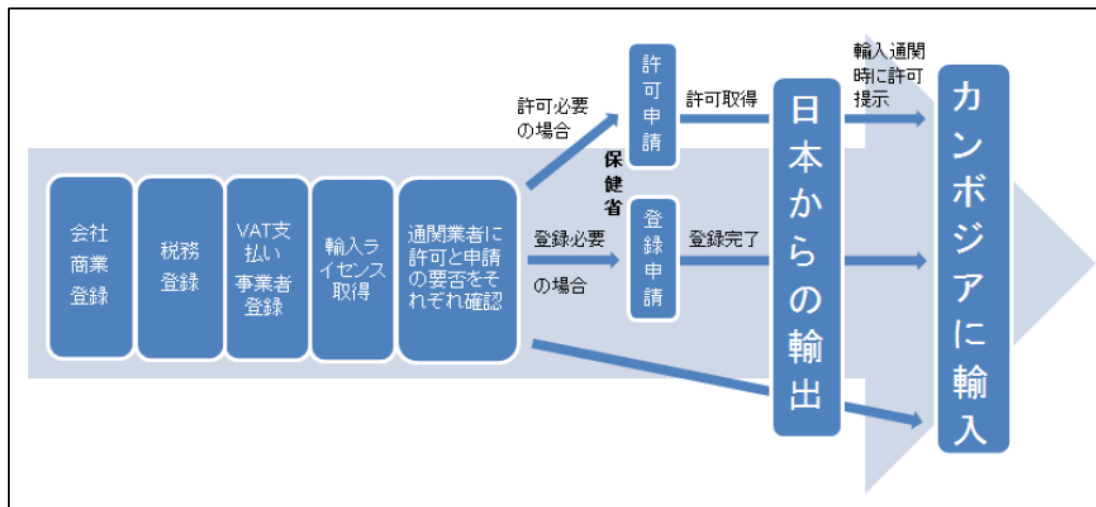 会社
商業
登録
税務
登録
VAT支
払い
事業者
登録
輸入ラ
イセンス
取得
通関業者に
許可と申請
の要否をそ
れぞれ確認
許可必要
の場合
保健省
許可申請
許可取得
登録必要
の場合
登録申請
登録完了
日本からの輸出
輸入通関
時に許可
提示
カンボジアに輸入